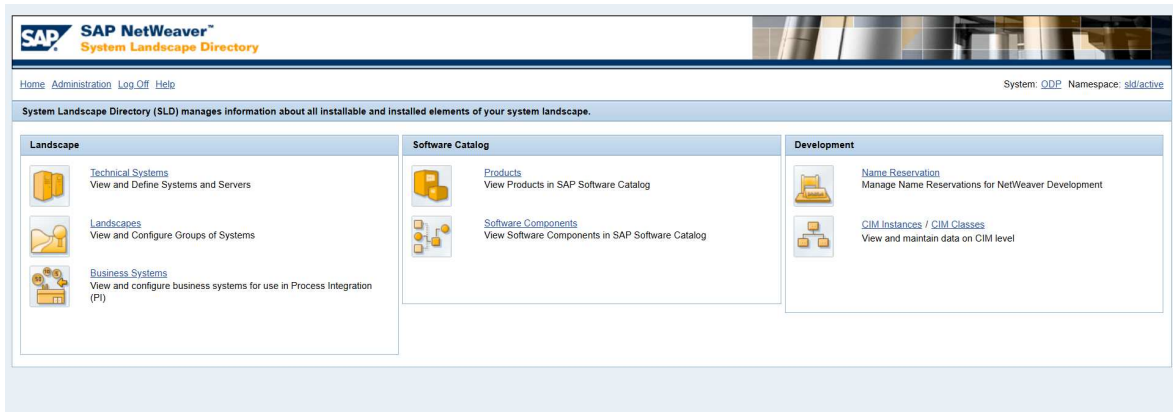 SAP
SAP NetWeaver™
System Landscape Directory
Home Administration Log Off Help
System: ODP Namespace: sld/active
System Landscape Directory (SLD) manages information about all installable and installed elements of your system landscape.
Landscape
Technical Systems
View and Define Systems and Servers
Landscapes
View and Configure Groups of Systems
Business Systems
View and configure business systems for use in Process Integration
(PI)
Software Catalog
Products
View Products in SAP Software Catalog
Software Components
View Software Components in SAP Software Catalog
Development
Name Reservation
Manage Name Reservations for NetWeaver Development
CIM Instances / CIM Classes
View and maintain data on CIM level